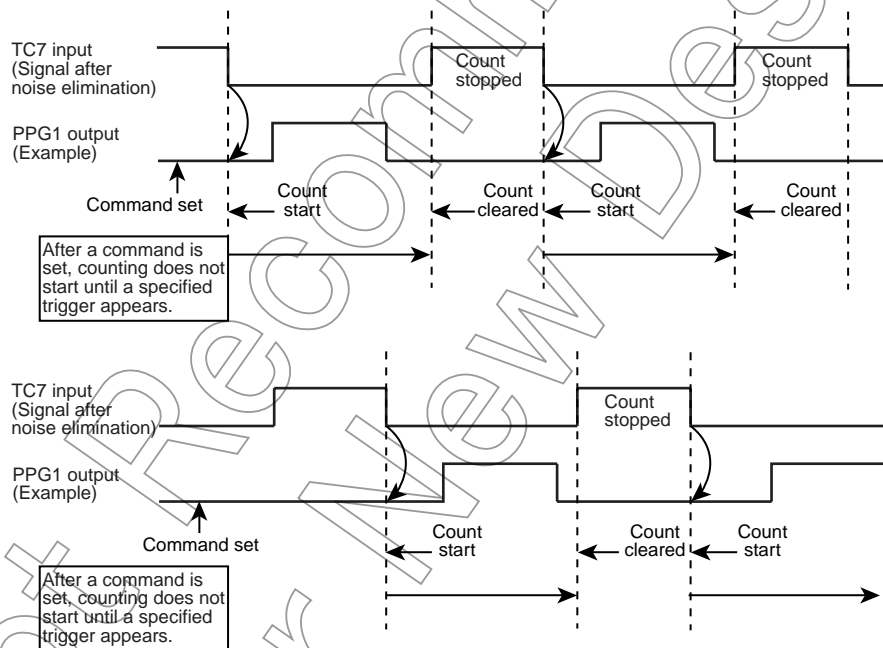 TC7 input
(Signal after
noise elimination)
Count
stopped
Count
stopped
PPG1 output
(Example)
Command set
Count
start
Count
cleared
Count
start
Count
cleared
After a command is
set, counting does not
start until a specified
trigger appears.
TC7 input
(Signal after
noise elimination)
Count
stopped
PPG1 output
(Example)
Command set
Count
start
Count
cleared
Count
start
After a command is
set, counting does not
start until a specified
trigger appears.